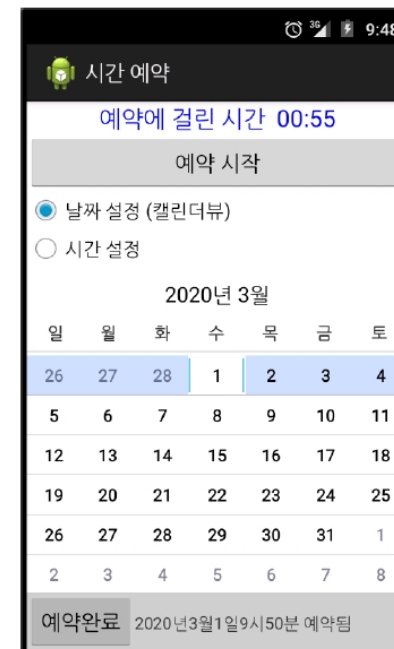 3G 9:48
시간 예약
예약에 걸린 시간 00:55
예약 시작
날짜 설정 (캘린더뷰)
시간 설정
2020년 3월
일 월 화 수 목 금 토
26 27 28 1 2 3 4
5 6 7 8 9 10 11
12 13 14 15 16 17 18
19 20 21 22 23 24 25
26 27 28 29 30 31 1
2 3 4 5 6 7 8
예약완료 2020년3월1일9시50분 예약됨